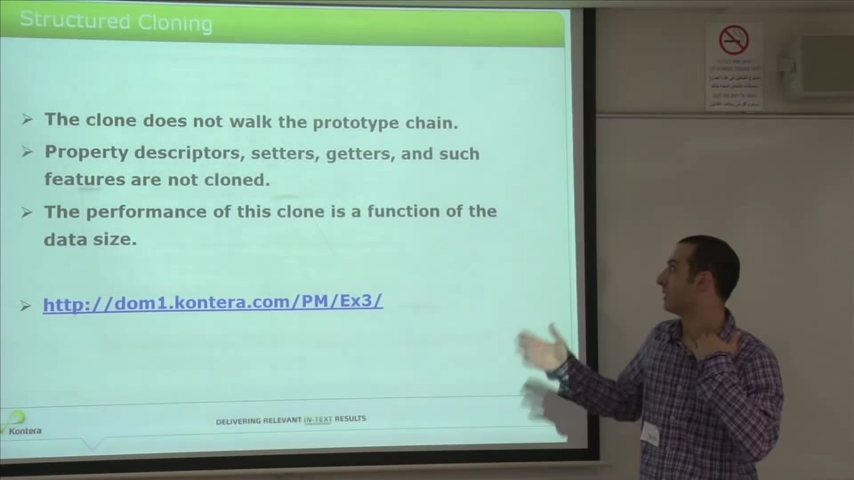 Structured Cloning
The clone does not walk the prototype chain.
Property descriptors, setters, getters, and such
features are not cloned.
The performance of this clone is a function of the
data size.
http://dom1.kontera.com/PM/Ex3/
Kontera
DELIVERING RELEVANT IN-TEXT RESULTS